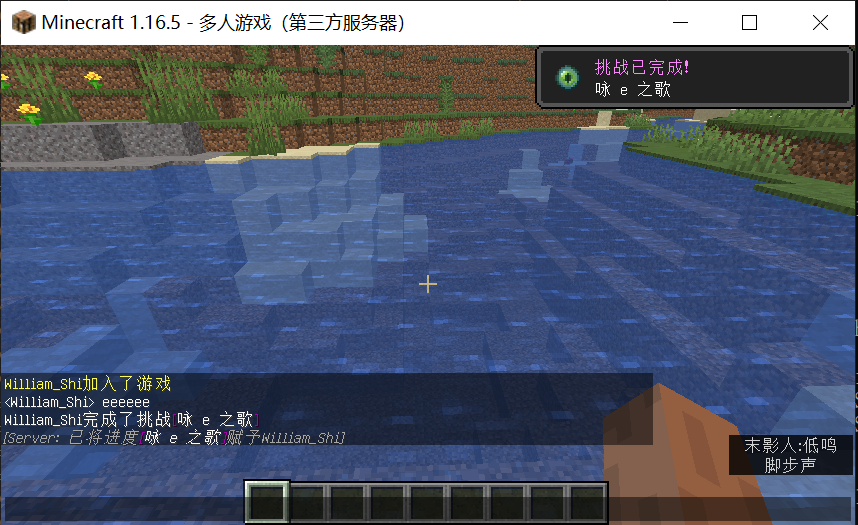 Minecraft 1.16.5 - 多人游戏（第三方服务器）
挑战已完成!
咏 e 之歌
William_Shi加入了游戏
<William_Shi> eeeeee
William_Shi完成了挑战[咏 e 之歌]
[Server: 已将进度[咏 e 之歌]赋予William_Shi]
末影人:低鸣
脚步声